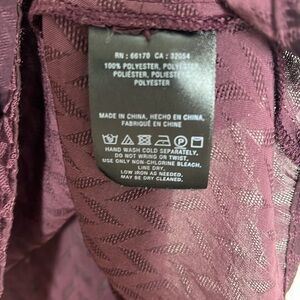 RN : 66170 CA : 32054
100% POLYESTER, POLYESTER
POLIÉSTER, POLIESTER
POLYESTER
MADE IN CHINA, HECHO EN CHINA,
FABRIQUÉ EN CHINE
HAND WASH COLD SEPARATELY.
DO NOT WRING OR TWIST.
USE ONLY NON-CHLORINE BLEACH.
LINE DRY.
LOW IRON AS NEEDED.
MAY BE DRY CLEANED.